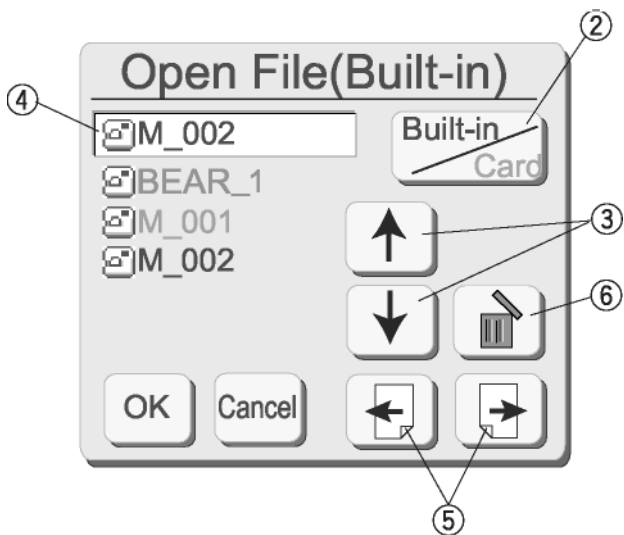 ②
Open File(Built-in)
④
M_002
Built-in
Card
BEAR_1
M_001
③
M_002
⑥
OK
Cancel
⑤